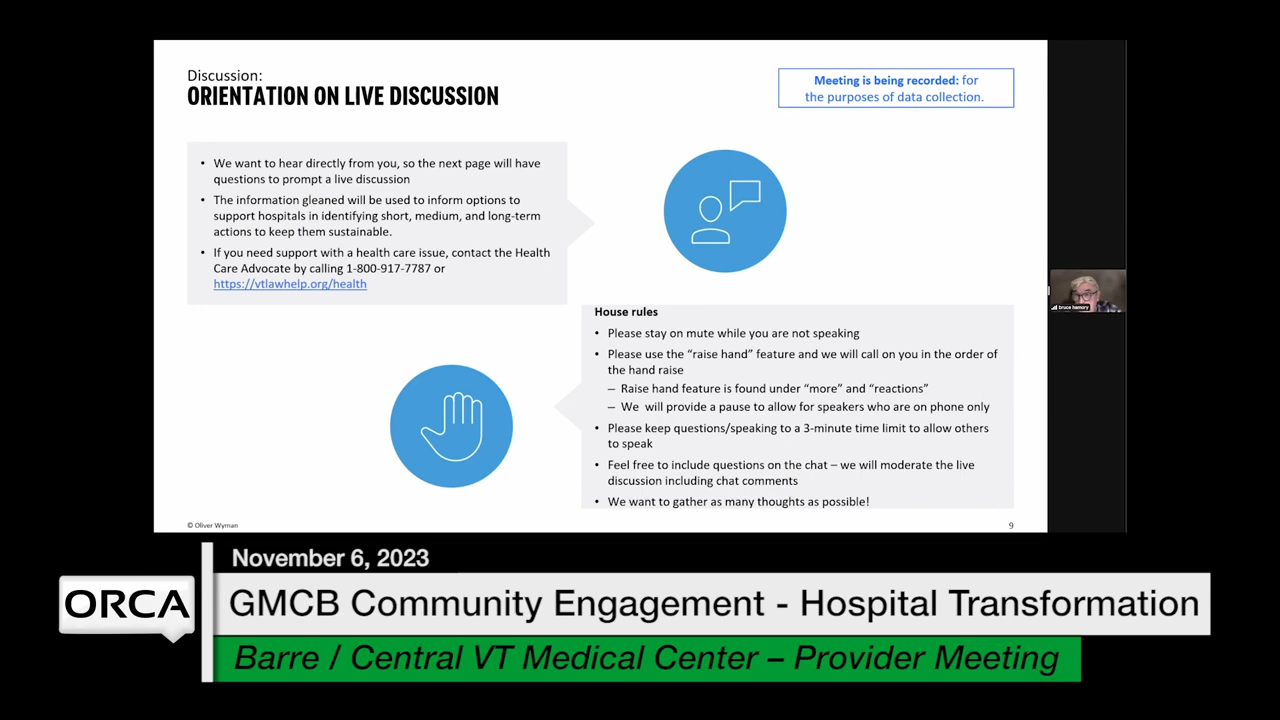 Discussion:
ORIENTATION ON LIVE DISCUSSION
Meeting is being recorded: for
the purposes of data collection.
• We want to hear directly from you, so the next page will have
questions to prompt a live discussion
• The information gleaned will be used to inform options to
support hospitals in identifying short, medium, and long-term
actions to keep them sustainable.
• If you need support with a health care issue, contact the Health
Care Advocate by calling 1-800-917-7787 or
https://vtlawhelp.org/health
House rules
• Please stay on mute while you are not speaking
• Please use the “raise hand” feature and we will call on you in the order of
the hand raise
– Raise hand feature is found under “more” and “reactions”
– We will provide a pause to allow for speakers who are on phone only
• Please keep questions/speaking to a 3-minute time limit to allow others
to speak
• Feel free to include questions on the chat – we will moderate the live
discussion including chat comments
• We want to gather as many thoughts as possible!
© Oliver Wyman
9
bruce hamory
November 6, 2023
ORCA
GMCB Community Engagement - Hospital Transformation
Barre / Central VT Medical Center – Provider Meeting